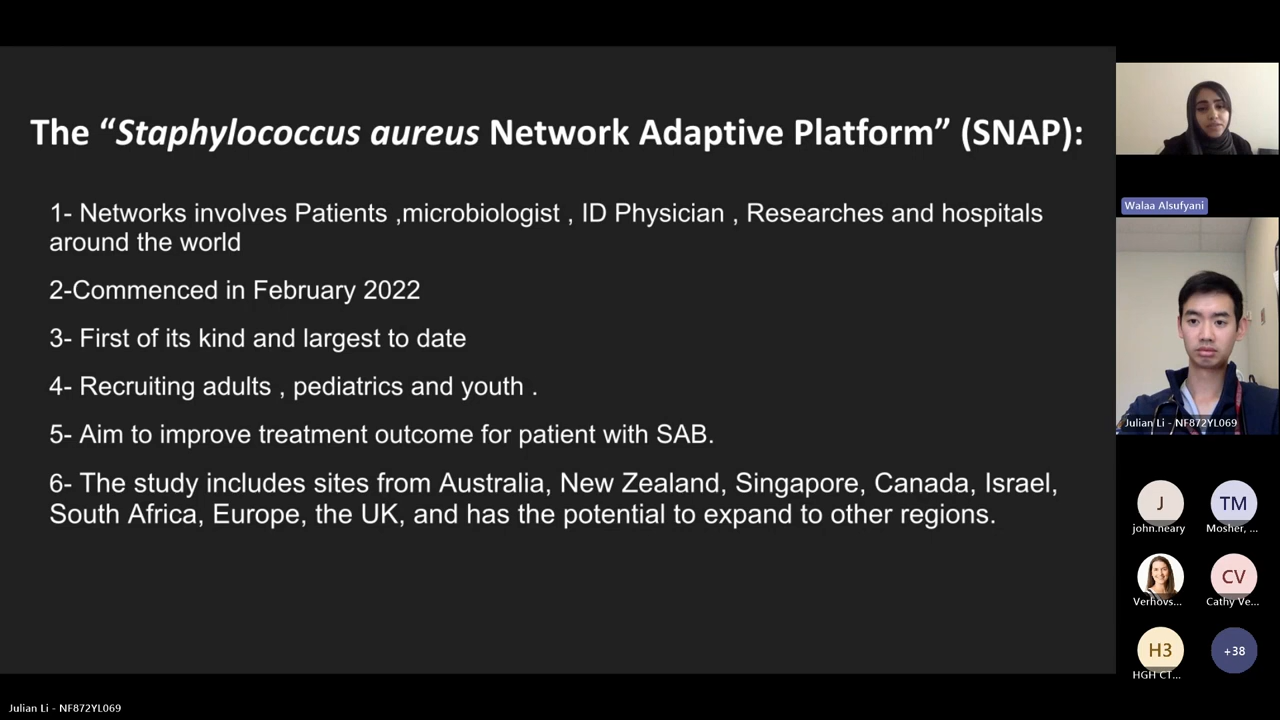 The “Staphylococcus aureus Network Adaptive Platform” (SNAP):
1- Networks involves Patients ,microbiologist , ID Physician , Researches and hospitals
around the world
2-Commenced in February 2022
3- First of its kind and largest to date
4- Recruiting adults , pediatrics and youth .
5- Aim to improve treatment outcome for patient with SAB.
6- The study includes sites from Australia, New Zealand, Singapore, Canada, Israel,
South Africa, Europe, the UK, and has the potential to expand to other regions.
Walaa Alsufyani
Julian Li - NF872YL069
J
TM
john.neary
Mosher, ...
CV
Verhovs...
Cathy Ve...
H3
+38
HGH CT...
Julian Li - NF872YL069